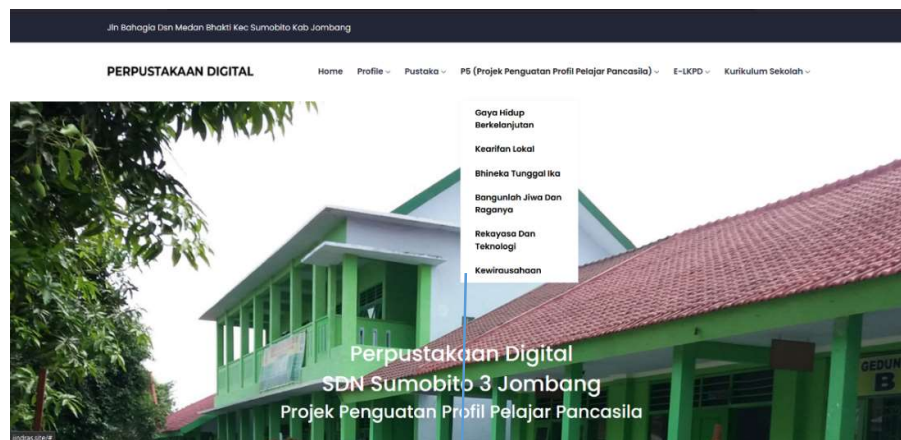 Jln Bahagia Dsn Medan Bhakti Kec Sumobito Kab Jombang
PERPUSTAKAAN DIGITAL
Home Profile Pustaka P5 (Projek Penguatan Profil Pelajar Pancasila) E-LKPD Kurikulum Sekolah
Gaya Hidup
Berkelanjutan
Kearifan Lokal
Bhineka Tunggal Ika
Bangunlah Jiwa Dan
Raganya
Rekayasa Dan
Teknologi
Kewirausahaan
Perpustakaan Digital
SDN Sumobito 3 Jombang
Projek Penguatan Profil Pelajar Pancasila
GEDUN
B